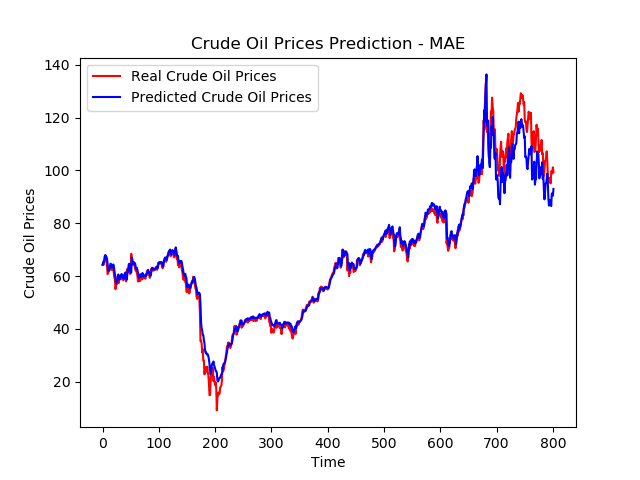 Crude Oil Prices Prediction - MAE
Real Crude Oil Prices
Predicted Crude Oil Prices
Crude Oil Prices
140
120
100
80
60
40
20
0 100 200 300 400 500 600 700 800
Time